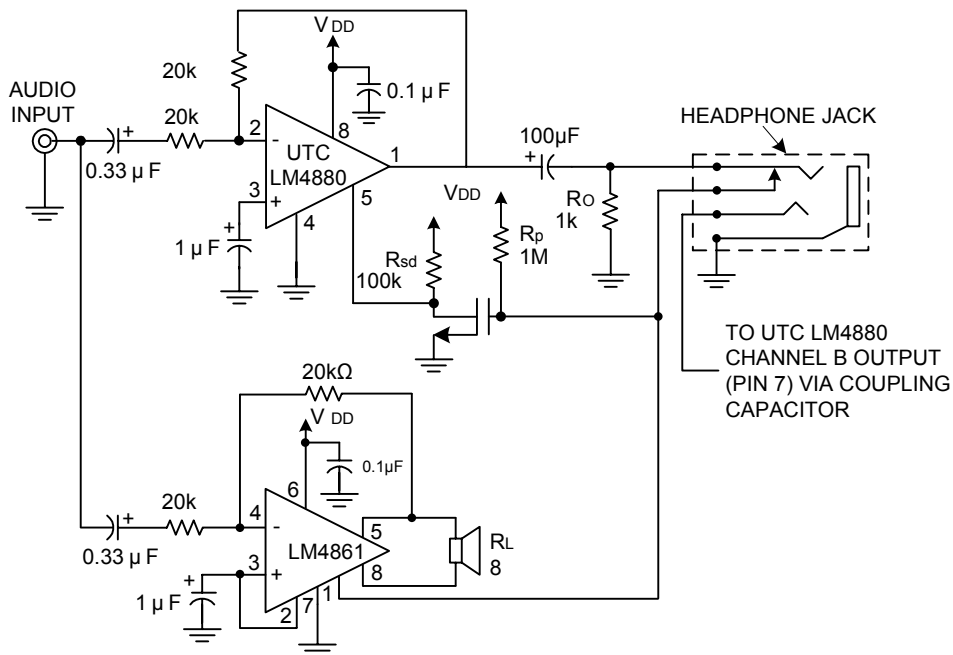 V DD
20k
0.1 µ F
AUDIO
INPUT
20k
2
-
8
UTC
LM4880
1
0.33 µ F
3
+
5
4
1 µ F
+
Rsd
100k
VDD
Rp
1M
+
100µF
RO
1k
HEADPHONE JACK
TO UTC LM4880
CHANNEL B OUTPUT
(PIN 7) VIA COUPLING
CAPACITOR
20kΩ
V DD
0.1µF
6
20k
4
-
5
LM4861
8
+
0.33 µ F
3
+
2
7
1
+
1 µ F
RL
8
+